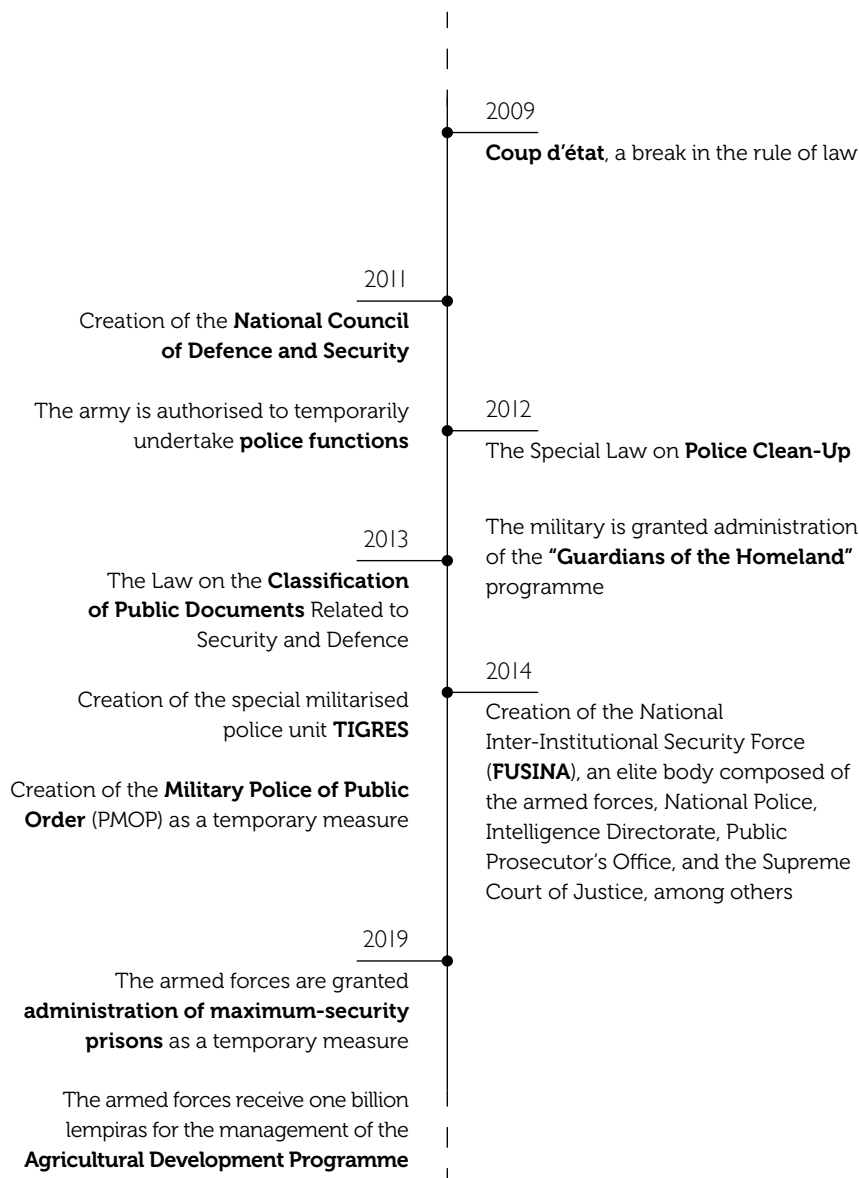 2009
Coup d’état, a break in the rule of law
2011
Creation of the National Council
of Defence and Security
The army is authorised to temporarily
undertake police functions
2012
The Special Law on Police Clean-Up
The military is granted administration
of the “Guardians of the Homeland”
programme
2013
The Law on the Classification
of Public Documents Related to
Security and Defence
Creation of the special militarised
police unit TIGRES
Creation of the Military Police of Public
Order (PMOP) as a temporary measure
2014
Creation of the National
Inter-Institutional Security Force
(FUSINA), an elite body composed of
the armed forces, National Police,
Intelligence Directorate, Public
Prosecutor’s Office, and the Supreme
Court of Justice, among others
2019
The armed forces are granted
administration of maximum-security
prisons as a temporary measure
The armed forces receive one billion
lempiras for the management of the
Agricultural Development Programme